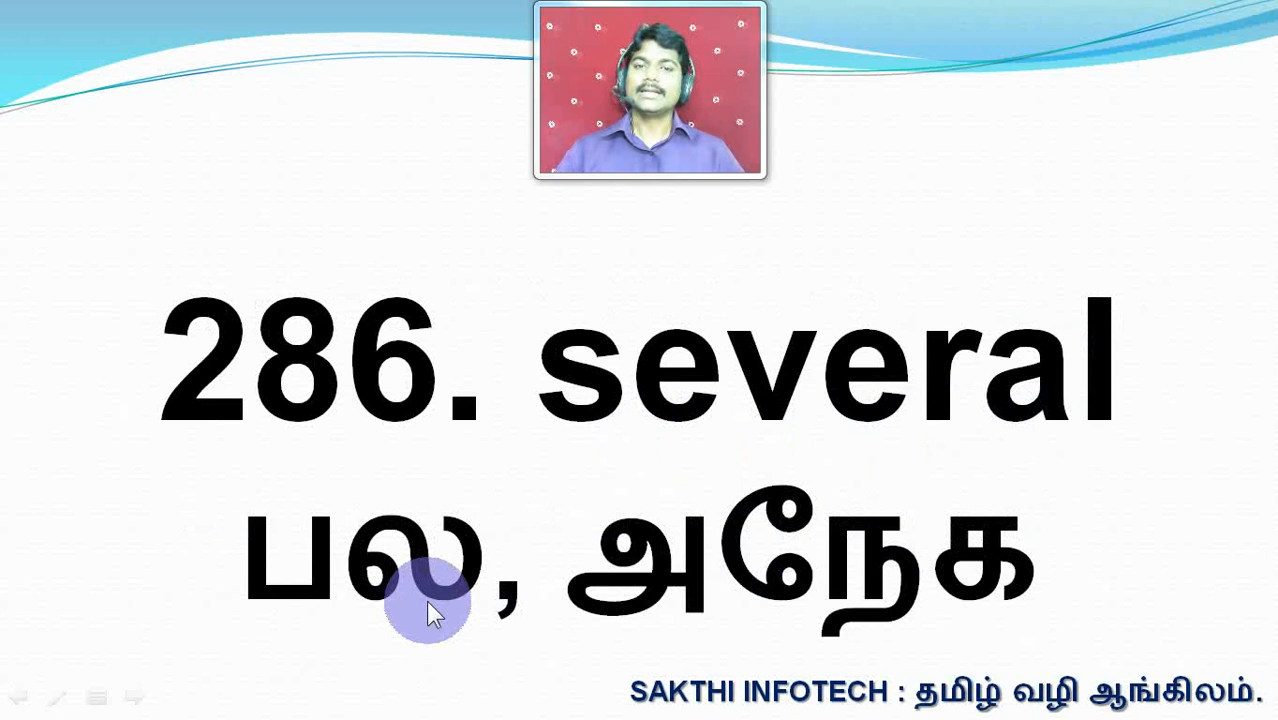 286. several
பல, அநேக
SAKTHI INFOTECH : தமிழ் வழி ஆங்கிலம்.